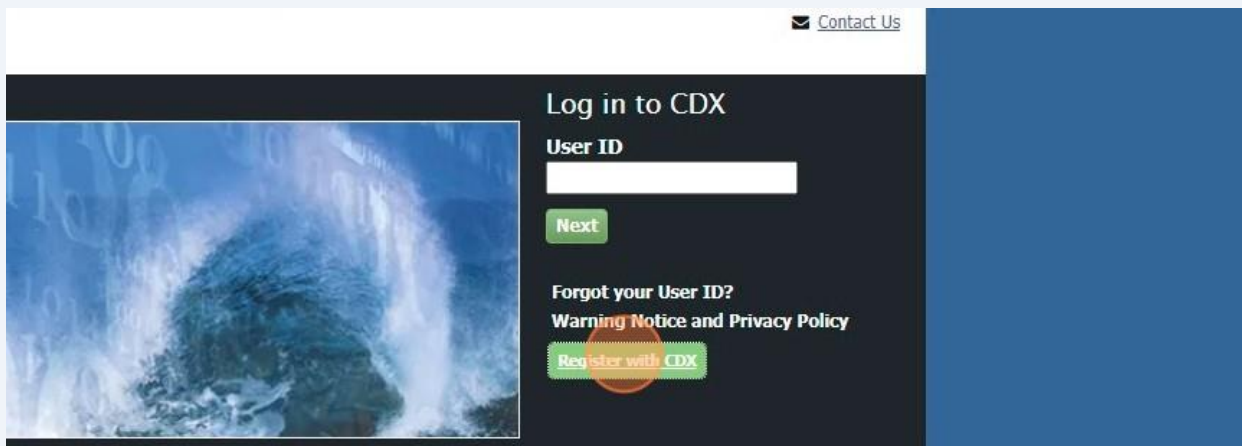 Contact Us
Log in to CDX
User ID
Next
Forgot your User ID?
Warning Notice and Privacy Policy
Register with CDX